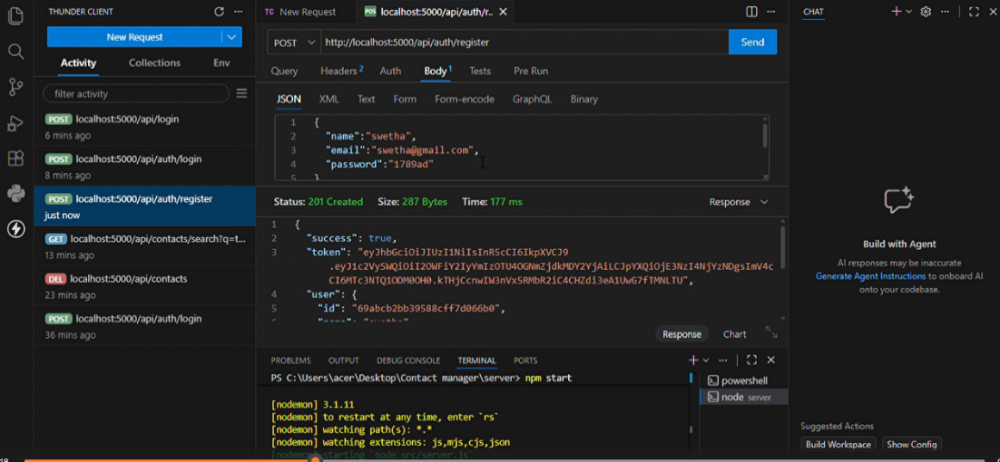 THUNDER CLIENT
New Request
Activity Collections Env
filter activity
POST localhost:5000/api/login
6 mins ago
POST localhost:5000/api/auth/login
8 mins ago
POST localhost:5000/api/auth/register
just now
GET localhost:5000/api/contacts/search?q=t...
13 mins ago
DEL localhost:5000/api/contacts
23 mins ago
POST localhost:5000/api/auth/login
36 mins ago
TC New Request
POS localhost:5000/api/auth/r..
POST http://localhost:5000/api/auth/register Send
Query Headers 2 Auth Body 1 Tests Pre Run
JSON XML Text Form Form-encode GraphQL Binary
1 {
2 "name":"swetha",
3 "email":"swetha@gmail.com",
4 "password":"1789ad"
5 }
Status: 201 Created Size: 287 Bytes Time: 177 ms Response
1 {
2 "success": true,
3 "token": "eyJhbGciOiJIUzI1NiIsInR5cCI6IkpXVCJ9
4 "user": {
5 "id": "69abcb2bb39588cff7d066b0",
6 "name": "swetha"
Response Chart
PROBLEMS OUTPUT DEBUG CONSOLE TERMINAL PORTS
PS C:\Users\acer\Desktop\Contact manager\server> npm start
[nodemon] 3.1.11
[nodemon] to restart at any time, enter `rs`
[nodemon] watching path(s): *.*
[nodemon] watching extensions: js,mjs,cjs,json
[nodemon] starting `node src/server.js`
powershell
node server
CHAT
Build with Agent
AI responses may be inaccurate
Generate Agent Instructions to onboard AI
onto your codebase.
Suggested Actions
Build Workspace Show Config